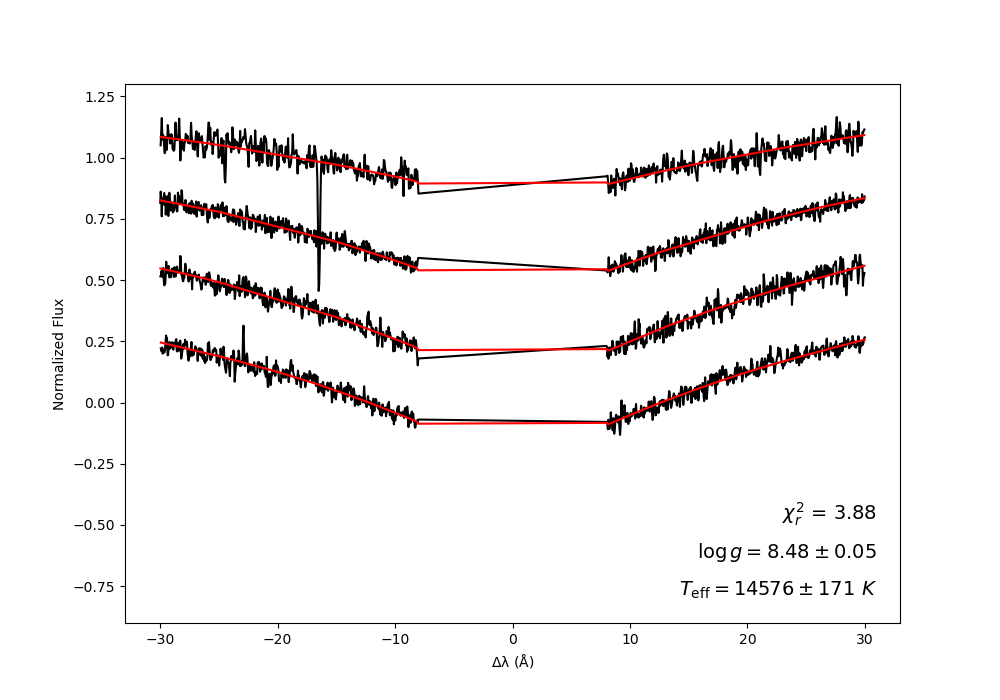 1.25
1.00
0.75
0.50
0.25
0.00
−0.25
−0.50
−0.75
Normalized Flux
χ_r^2 = 3.88
log g = 8.48 ± 0.05
T_eff = 14576 ± 171 K
−30 −20 −10 0 10 20 30
Δλ (Å)